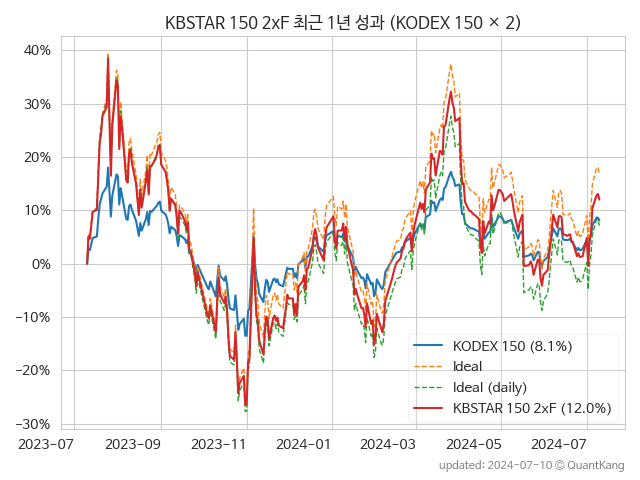 KBSTAR 150 2xF 최근 1년 성과 (KODEX 150 × 2)
40%
30%
20%
10%
0%
−10%
−20%
−30%
KODEX 150 (8.1%)
Ideal
Ideal (daily)
KBSTAR 150 2xF (12.0%)
2023-07 2023-09 2023-11 2024-01 2024-03 2024-05 2024-07
updated: 2024-07-10 © QuantKang